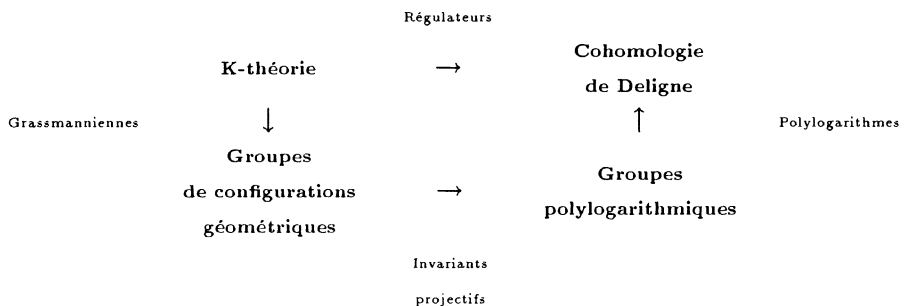 Régulateurs
K-théorie → Cohomologie
de Deligne
Grassmanniennes ↓ ↑ Polylogarithmes
Groupes
de configurations → Groupes
géométriques polylogarithmiques
Invariants
projectifs